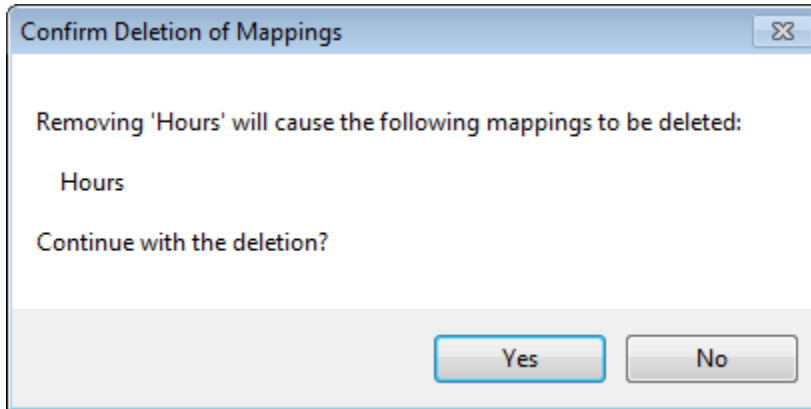 Confirm Deletion of Mappings
Removing 'Hours' will cause the following mappings to be deleted:
Hours
Continue with the deletion?
Yes No